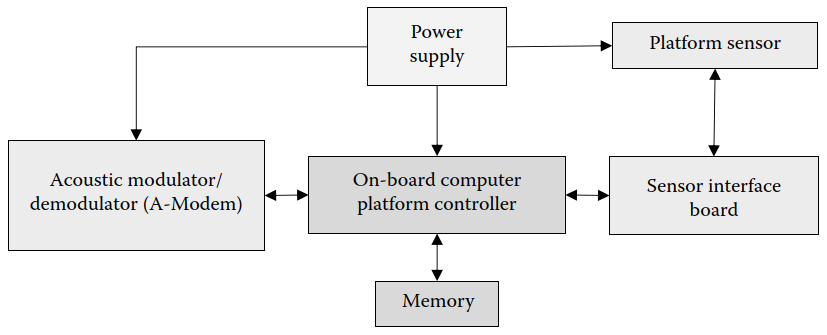 Power
supply
Platform sensor
Acoustic modulator/
demodulator (A-Modem)
On-board computer
platform controller
Sensor interface
board
Memory